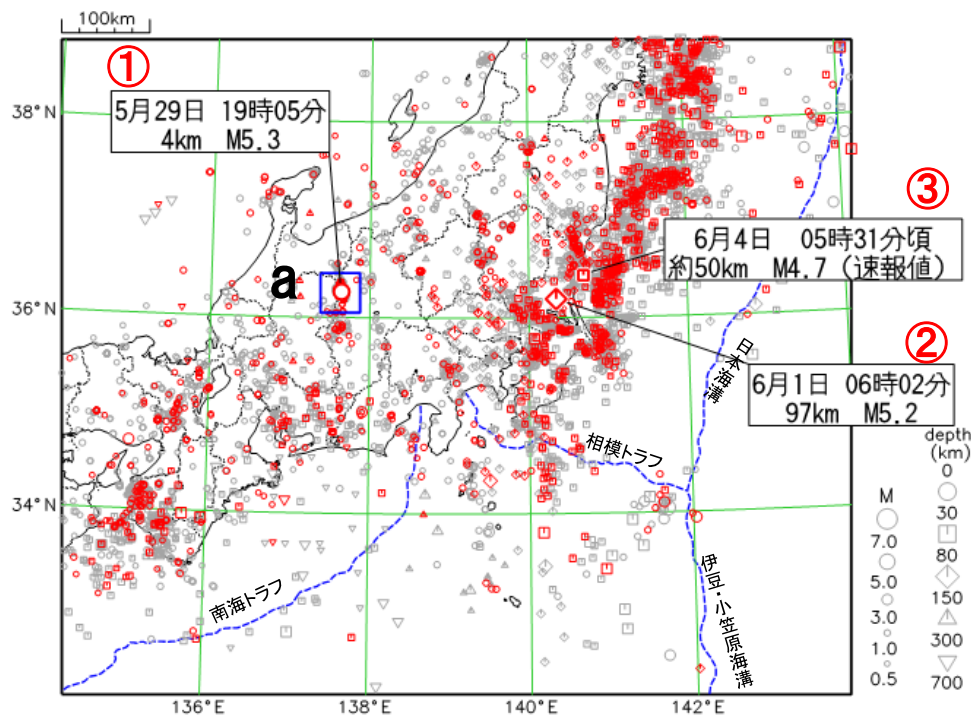 100km
①
5月29日 19時05分
4km M5.3
38°N
③
6月4日 05時31分頃
約50km M4.7（速報値）
a
36°N
②
6月1日 06時02分
97km M5.2
日本海溝
相模トラフ
34°N
南海トラフ
伊豆・小笠原海溝
136°E
138°E
140°E
142°E
M
7.0
5.0
3.0
1.0
0.5
depth
(km)
0
30
80
150
300
700